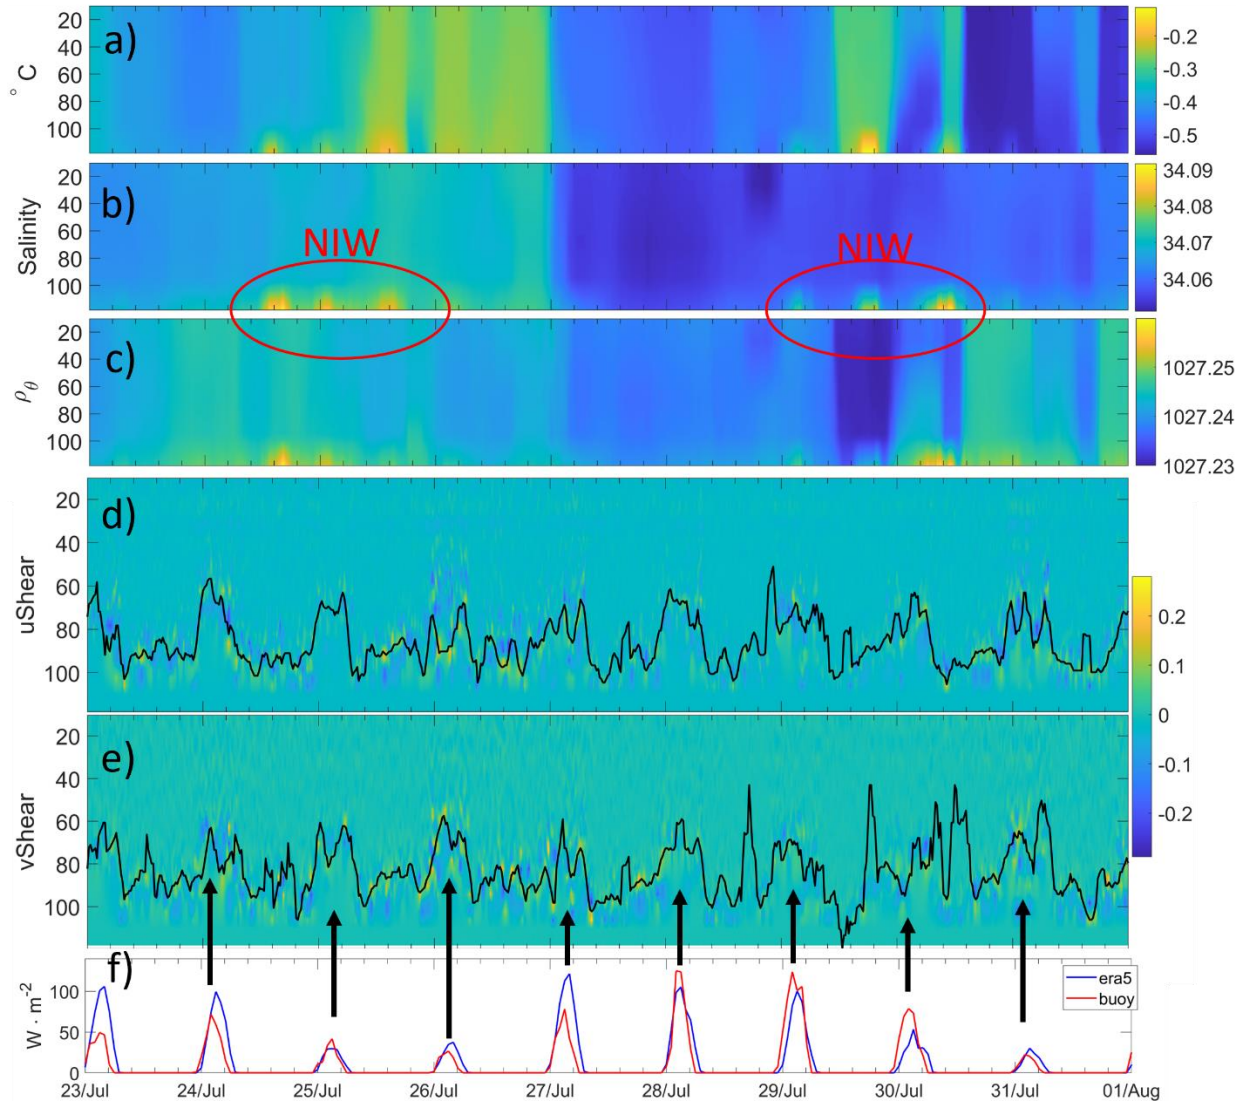 a)
° C
20
40
60
80
100
-0.2
-0.3
-0.4
-0.5
b)
Salinity
20
40
60
80
100
NIW
NIW
34.09
34.08
34.07
34.06
c)
ρθ
20
40
60
80
100
1027.25
1027.24
1027.23
d)
uShear
20
40
60
80
100
e)
vShear
20
40
60
80
100
0.2
0.1
0
-0.1
-0.2
f)
W · m-2
100
50
0
era5
buoy
23/Jul 24/Jul 25/Jul 26/Jul 27/Jul 28/Jul 29/Jul 30/Jul 31/Jul 01/Aug